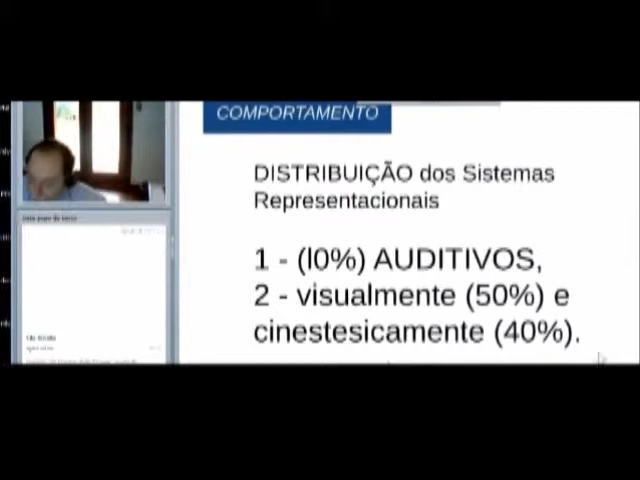 COMPORTAMENTO
DISTRIBUIÇÃO dos Sistemas
Representacionais
1 - (l0%) AUDITIVOS,
2 - visualmente (50%) e
cinestesicamente (40%).